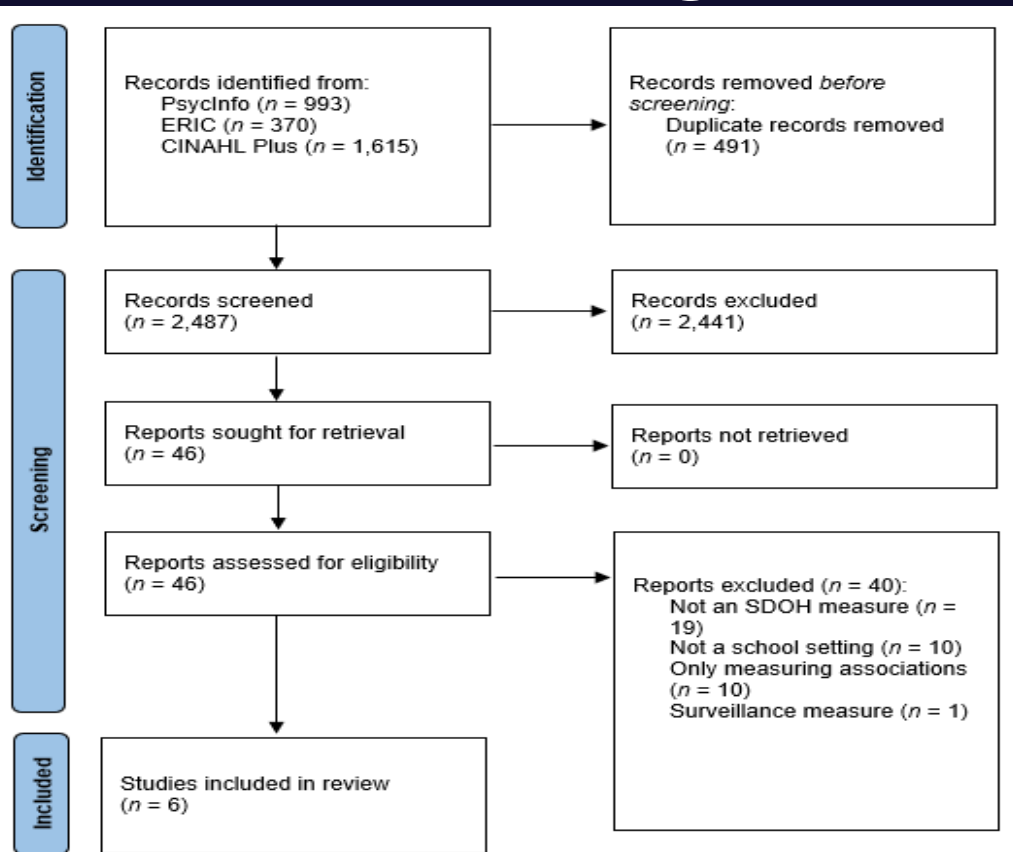 Identification
Records identified from:
PsycInfo (n = 993)
ERIC (n = 370)
CINAHL Plus (n = 1,615)
Records removed before
screening:
Duplicate records removed
(n = 491)
Screening
Records screened
(n = 2,487)
Records excluded
(n = 2,441)
Reports sought for retrieval
(n = 46)
Reports not retrieved
(n = 0)
Reports assessed for eligibility
(n = 46)
Reports excluded (n = 40):
Not an SDOH measure (n =
19)
Not a school setting (n = 10)
Only measuring associations
(n = 10)
Surveillance measure (n = 1)
Included
Studies included in review
(n = 6)